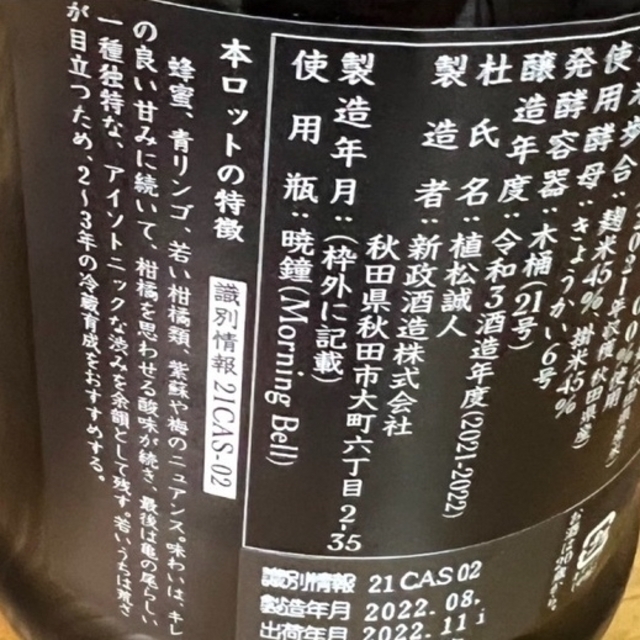 使用酵母：きょうかい6号
発酵容器：木桶(21号)
醸造年度：令和3酒造年度(2021-2022)
杜氏名：植松誠人
製造者：新政酒造株式会社
秋田県秋田市大町六丁目2-35
製造年月：(枠外に記載)
使用瓶：暁鐘(Morning Bell)
本ロットの特徴 識別情報 21CAS-02
蜂蜜、青リンゴ、若い柑橘類、紫蘇や梅のニュアンス。味わいは、キレ
の良い甘みに続いて、柑橘を思わせる酸味が続き、最後は亀の尾らしい
一種独特な、アイソトニックな渋みを余韻として残す。若いうちは荒さ
が目立つため、2〜3年の冷蔵育成をおすすめする。
識別情報 21CAS02
製造年月 2022.08.
出荷年月 2022.11